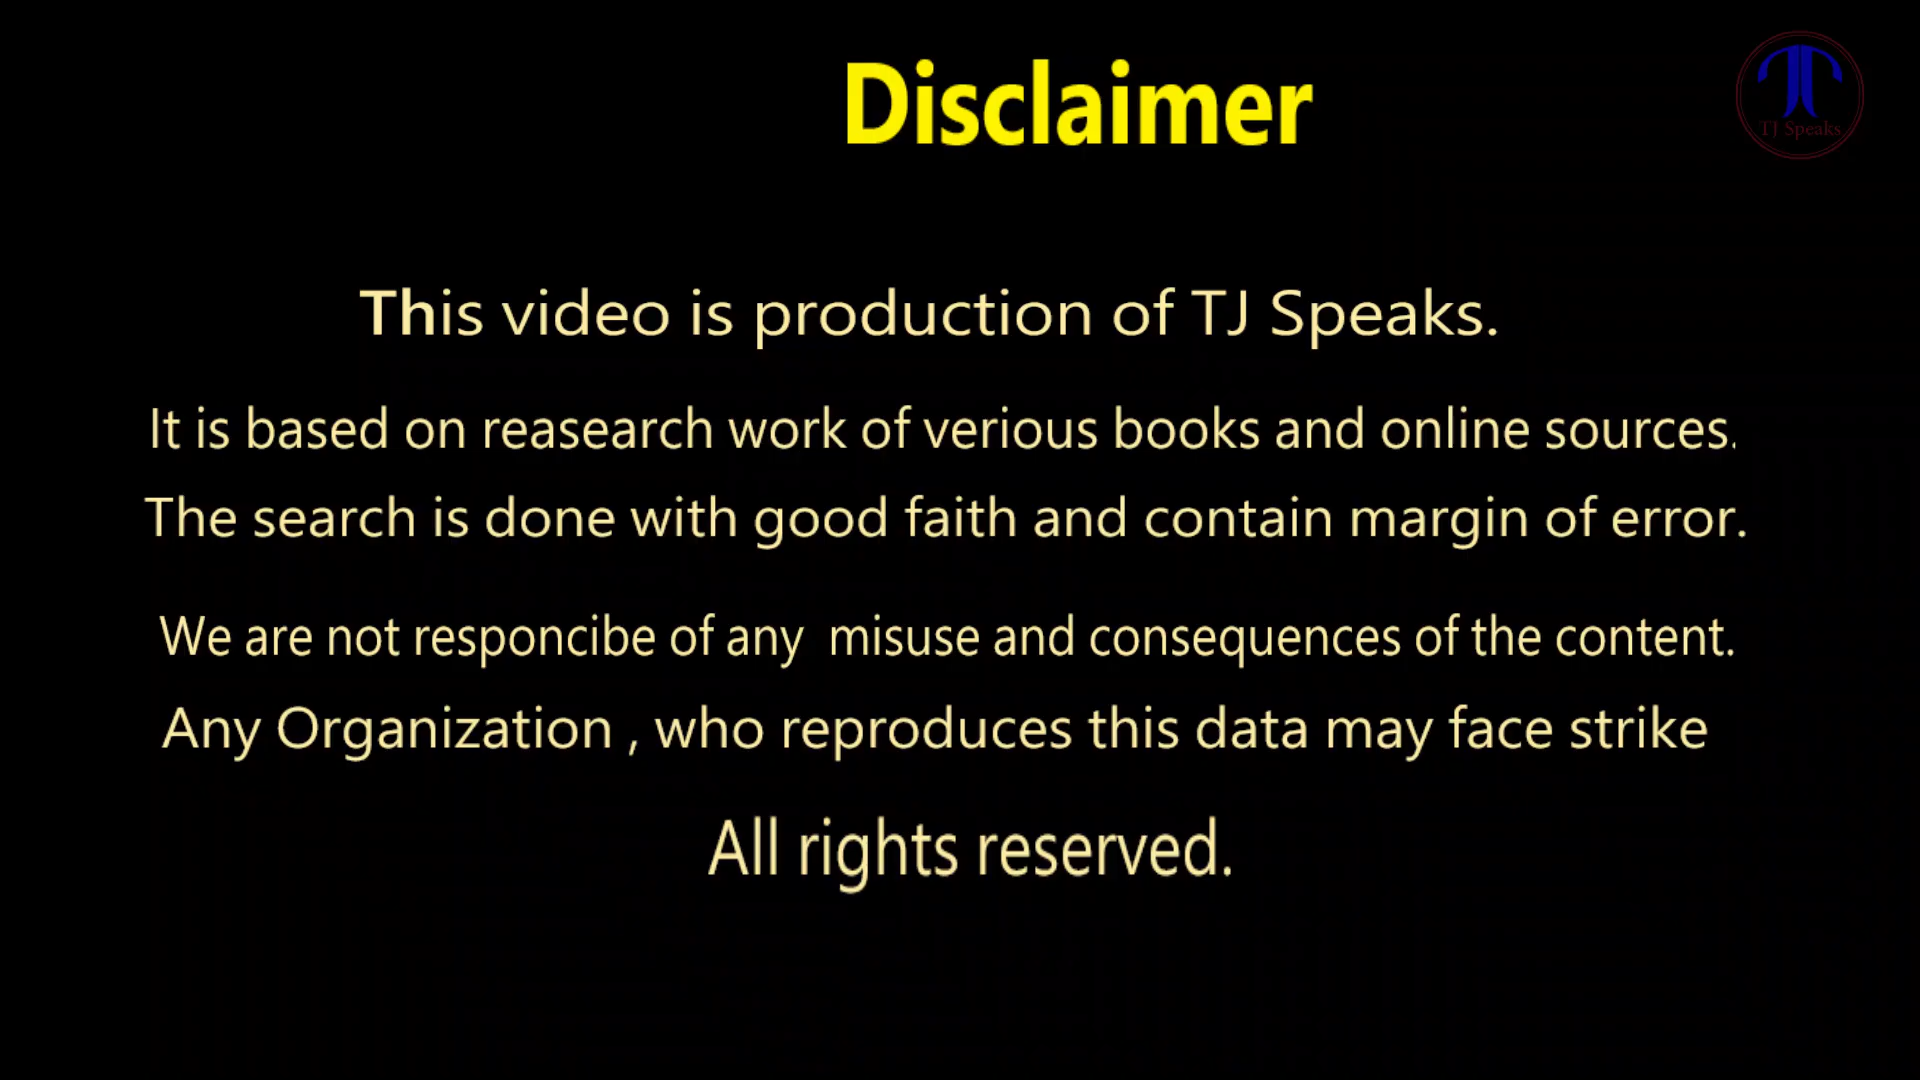 Disclaimer
TJ Speaks
This video is production of TJ Speaks.
It is based on reasearch work of verious books and online sources.
The search is done with good faith and contain margin of error.
We are not responcibe of any  misuse and consequences of the content.
Any Organization , who reproduces this data may face strike
All rights reserved.